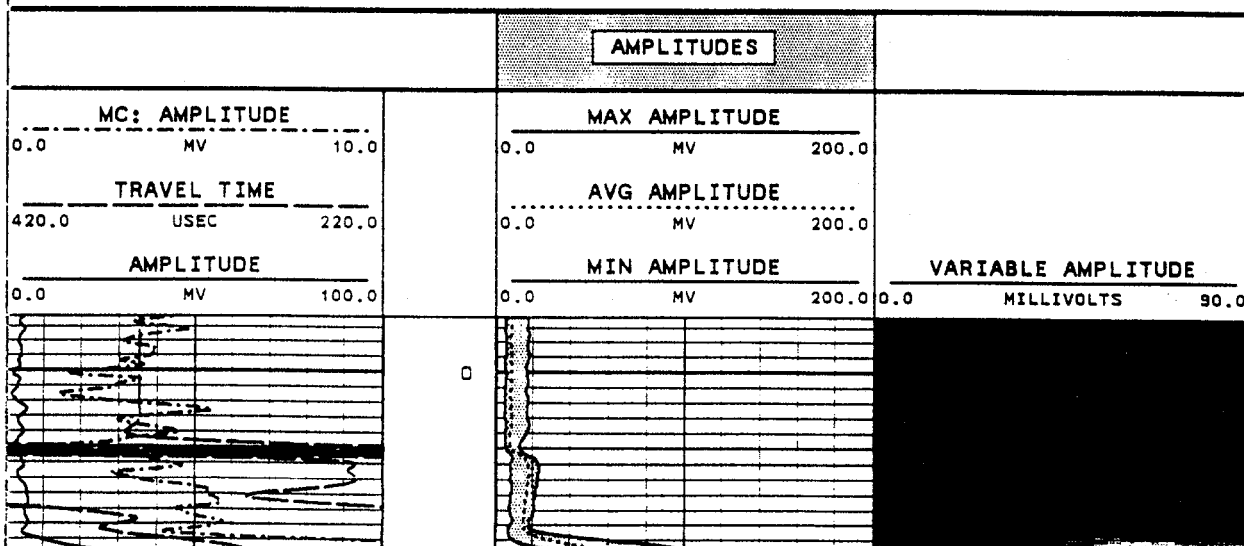 AMPLITUDES
MC: AMPLITUDE
0.0 MV 10.0
TRAVEL TIME
420.0 USEC 220.0
AMPLITUDE
0.0 MV 100.0
MAX AMPLITUDE
0.0 MV 200.0
AVG AMPLITUDE
0.0 MV 200.0
MIN AMPLITUDE
0.0 MV 200.0
VARIABLE AMPLITUDE
0.0 MILLIVOLTS 90.0
0